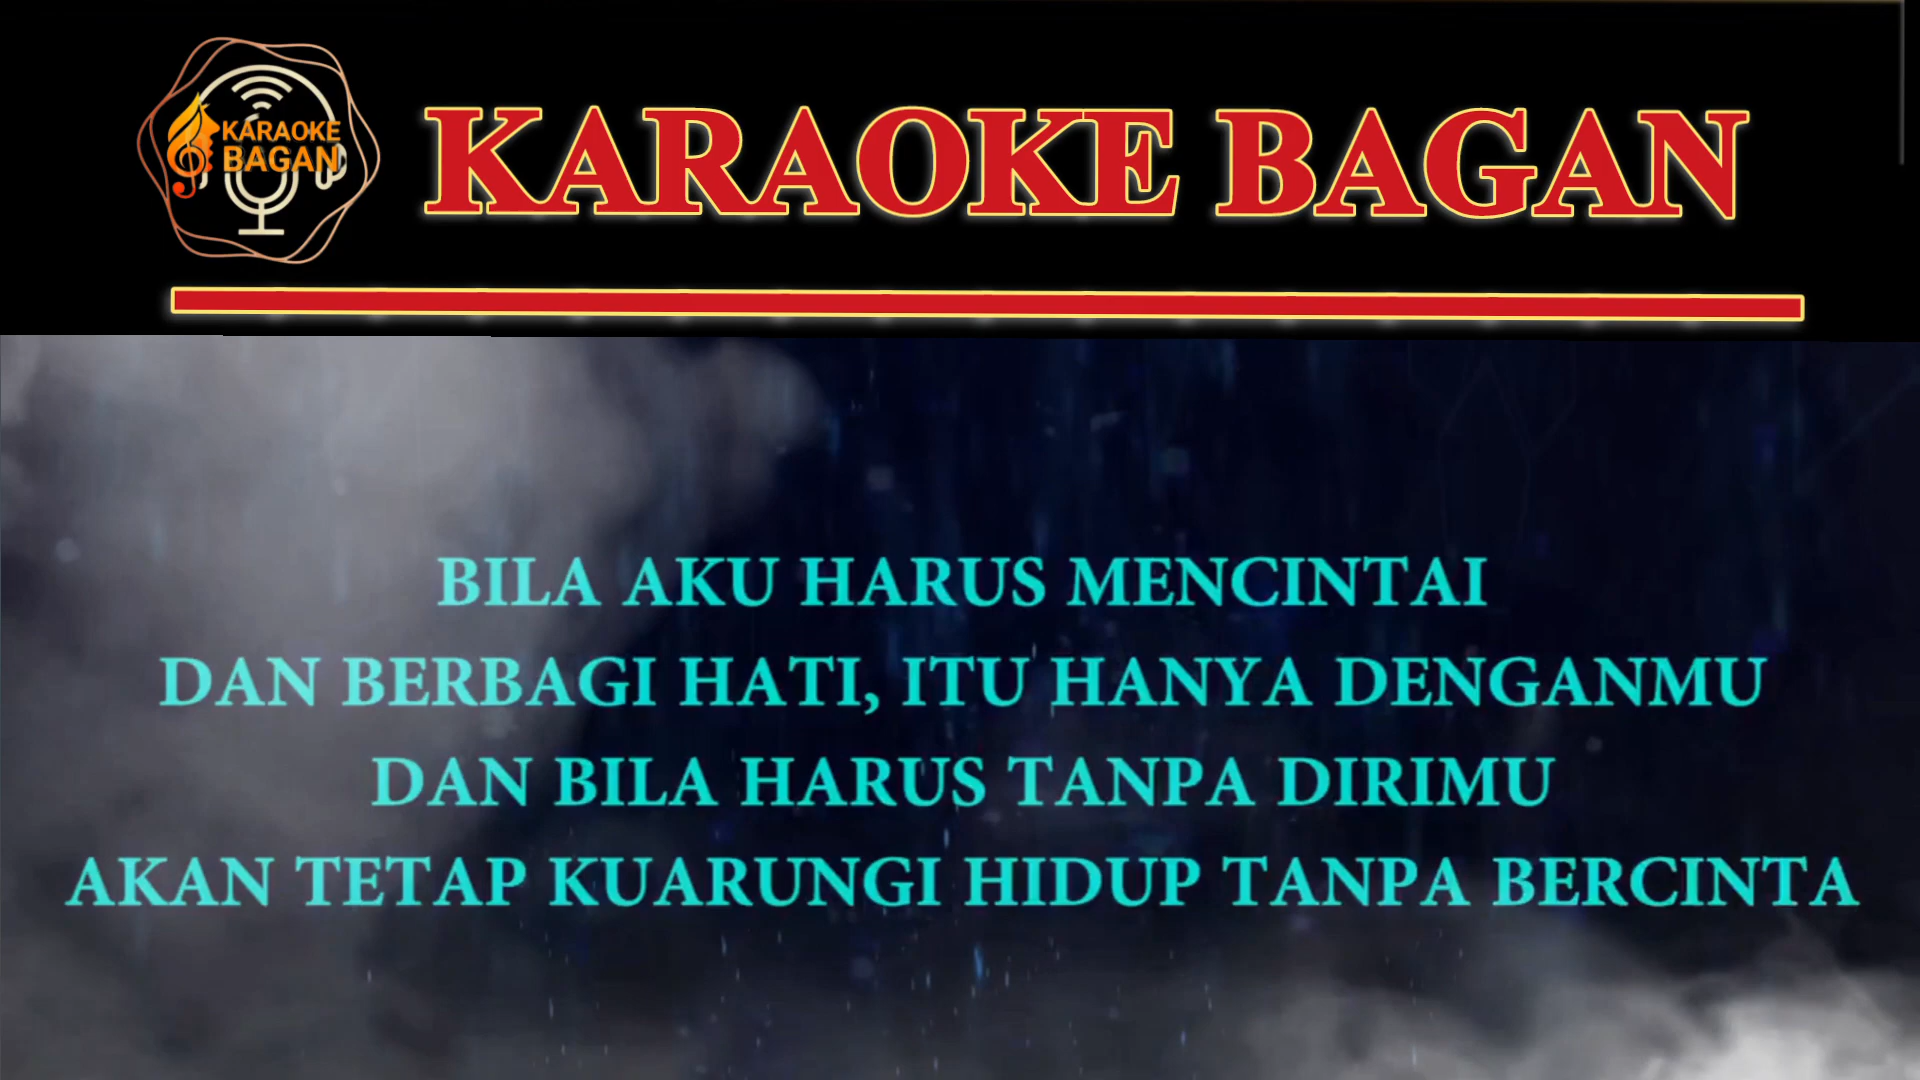 KARAOKE
BAGAN
KARAOKE BAGAN
BILA AKU HARUS MENCINTAI
DAN BERBAGI HATI, ITU HANYA DENGANMU
DAN BILA HARUS TANPA DIRIMU
AKAN TETAP KUARUNGI HIDUP TANPA BERCINTA